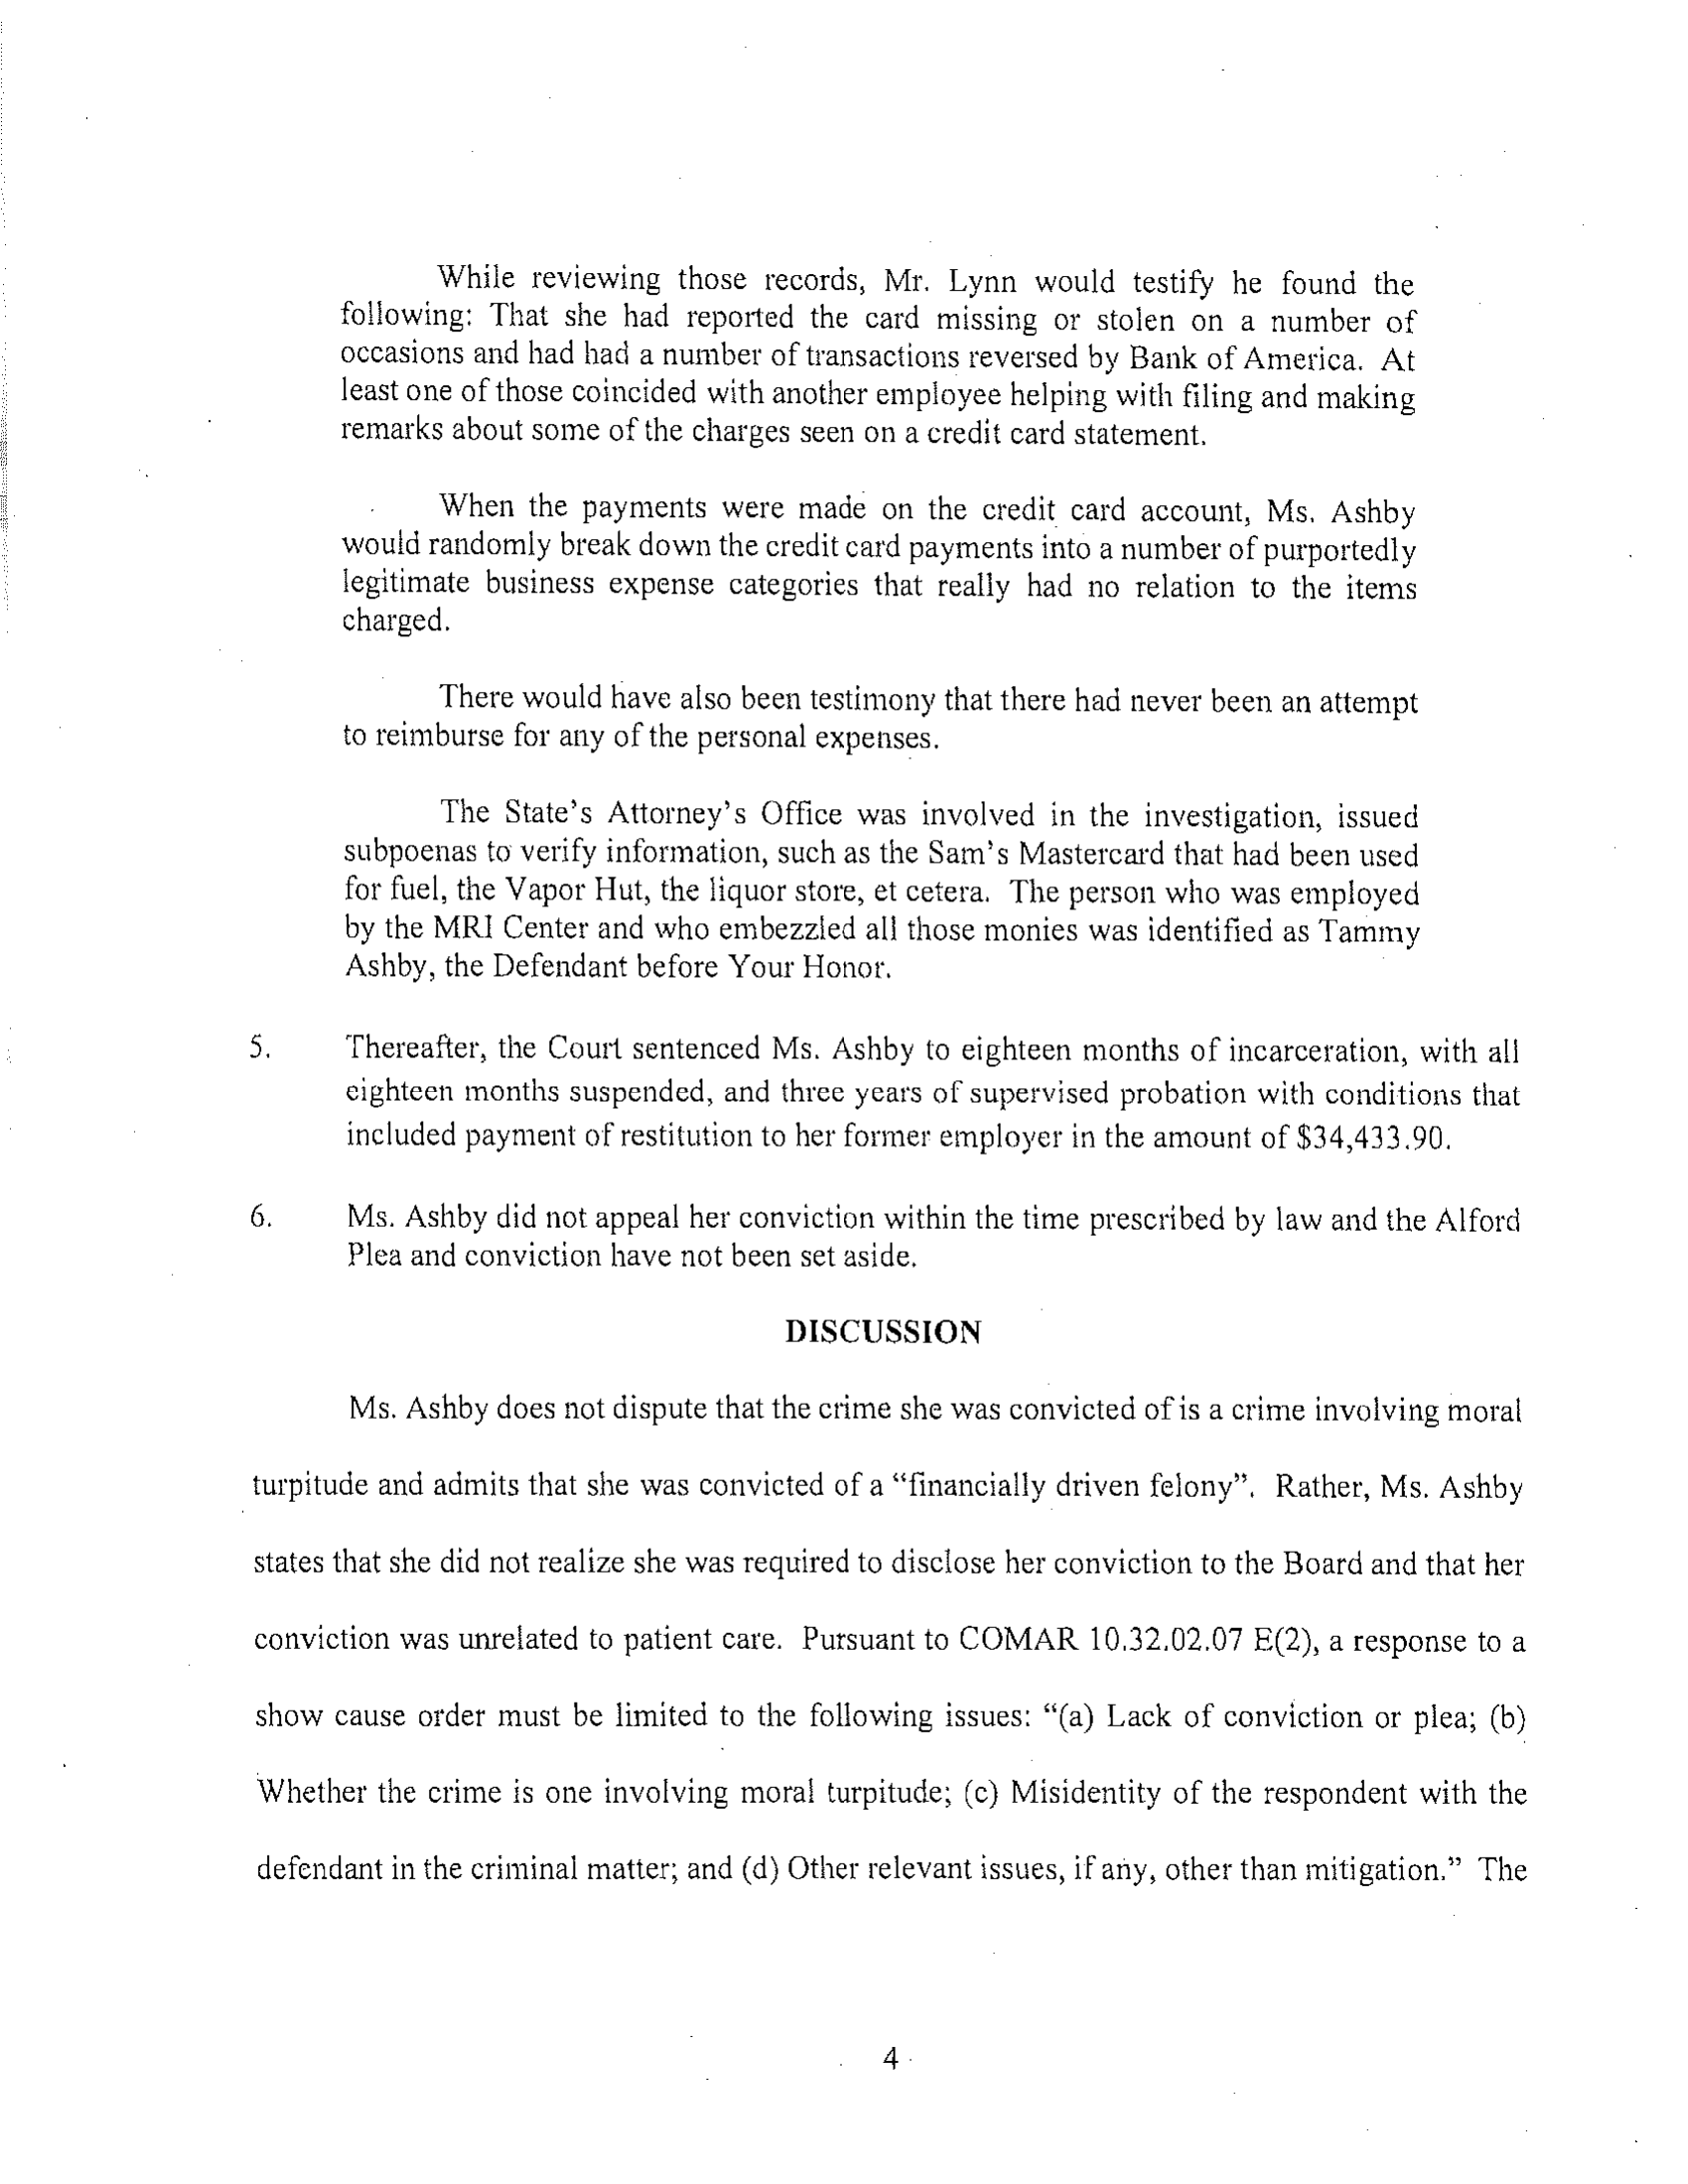 While reviewing those records, Mr. Lynn would testify he found the
following: That she had reported the card missing or stolen on a number of
occasions and had had a number of transactions reversed by Bank of America. At
least one of those coincided with another employee helping with filing and making
remarks about some of the charges seen on a credit card statement.
When the payments were made on the credit card account, Ms. Ashby
would randomly break down the credit card payments into a number of purportedly
legitimate business expense categories that really had no relation to the items
charged.
There would have also been testimony that there had never been an attempt
to reimburse for any of the personal expenses.
The State's Attorney's Office was involved in the investigation, issued
subpoenas to verify information, such as the Sam's Mastercard that had been used
for fuel, the Vapor Hut, the liquor store, et cetera. The person who was employed
by the MRI Center and who embezzled all those monies was identified as Tammy
Ashby, the Defendant before Your Honor.
5. Thereafter, the Court sentenced Ms. Ashby to eighteen months of incarceration, with all
eighteen months suspended, and three years of supervised probation with conditions that
included payment of restitution to her former employer in the amount of $34,433.90.
6. Ms. Ashby did not appeal her conviction within the time prescribed by law and the Alford
Plea and conviction have not been set aside.
DISCUSSION
Ms. Ashby does not dispute that the crime she was convicted of is a crime involving moral
turpitude and admits that she was convicted of a “financially driven felony”. Rather, Ms. Ashby
states that she did not realize she was required to disclose her conviction to the Board and that her
conviction was unrelated to patient care. Pursuant to COMAR 10.32.02.07 E(2), a response to a
show cause order must be limited to the following issues: “(a) Lack of conviction or plea; (b)
Whether the crime is one involving moral turpitude; (c) Misidentity of the respondent with the
defendant in the criminal matter; and (d) Other relevant issues, if any, other than mitigation.” The
4